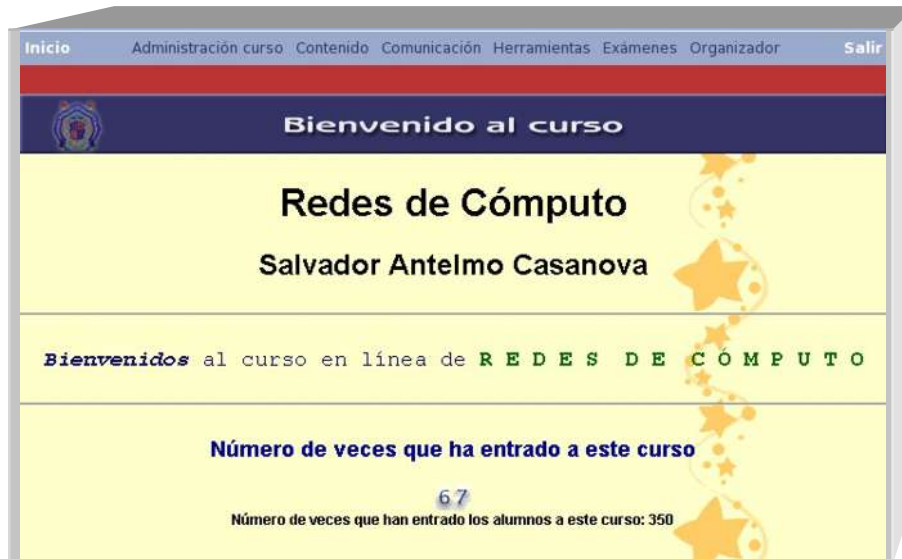 Inicio Administración curso Contenido Comunicación Herramientas Exámenes Organizador Salir
Bienvenido al curso
Redes de Cómputo
Salvador Antelmo Casanova
Bienvenidos al curso en línea de R E D E S D E C Ó M P U T O
Número de veces que ha entrado a este curso
67
Número de veces que han entrado los alumnos a este curso: 350